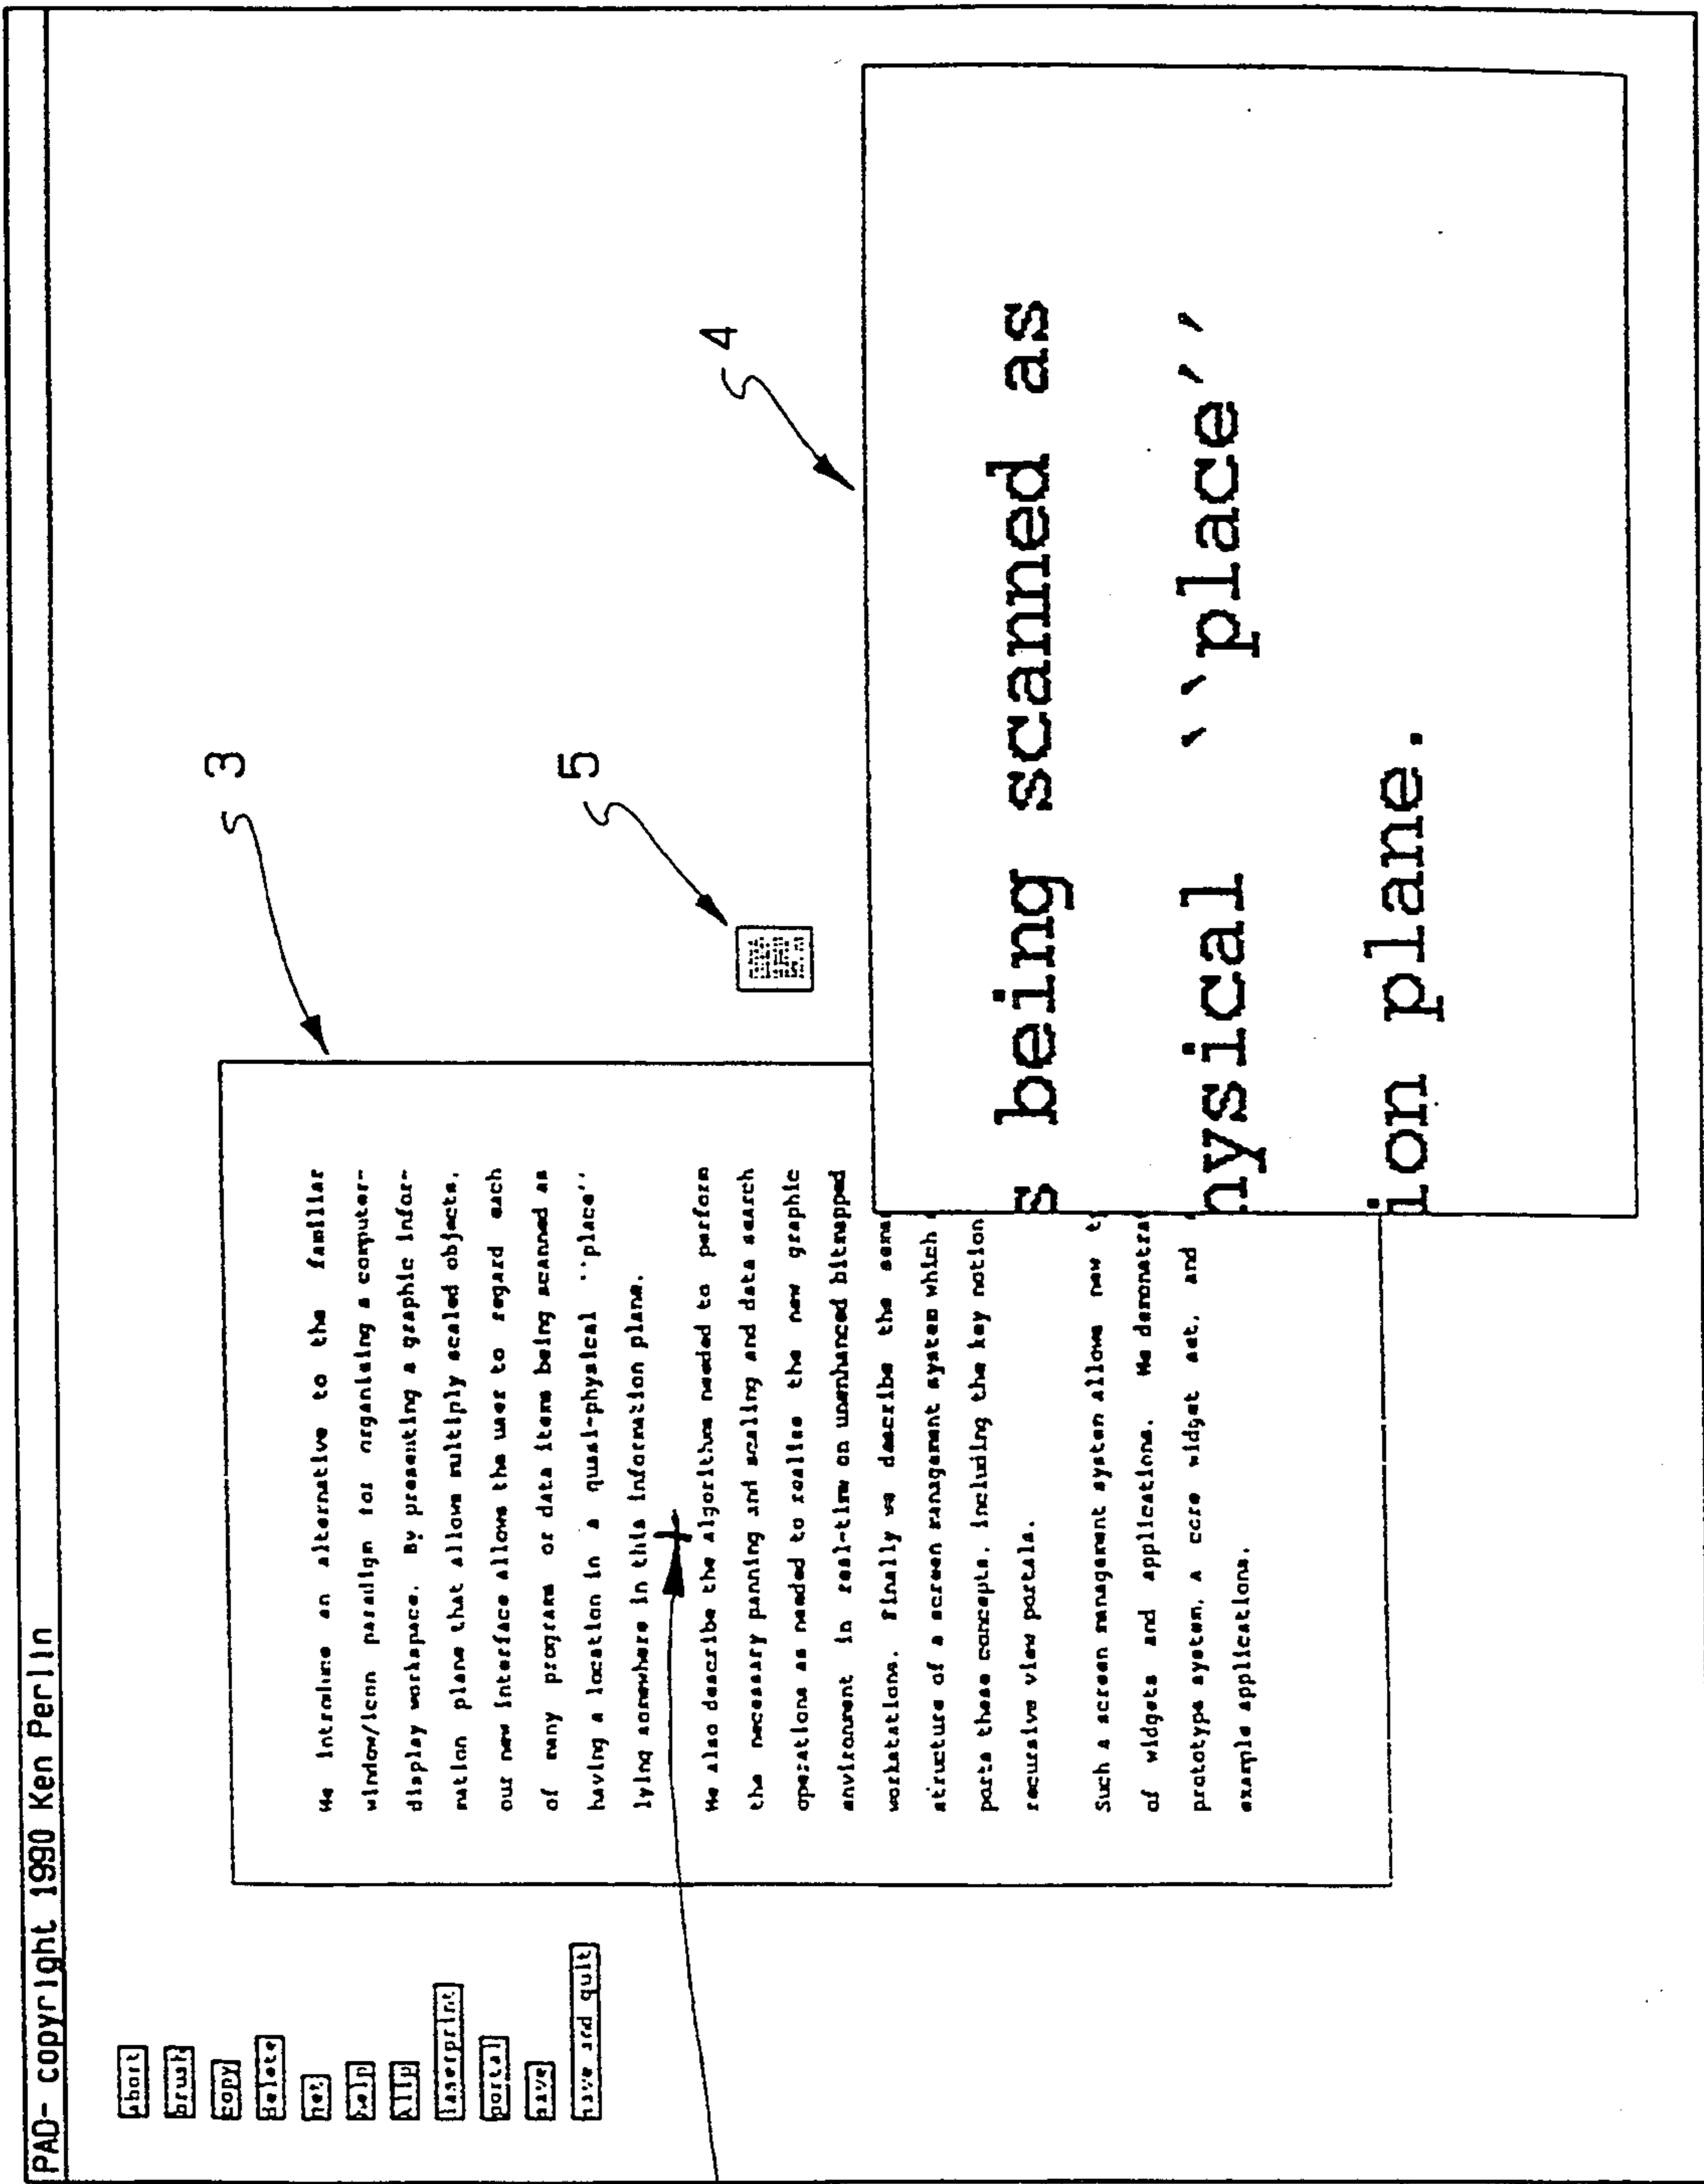 PAD- copyright 1990 Ken Perlin
abort
brush
copy
delete
help
laserprint
portal
save
save and quit
We introduce an alternative to the familiar
window/icon paradigm for organizing a computer-
display workspace. By presenting a graphic infor-
mation plane that allows multiply scaled objects,
our new interface allows the user to regard each
of many programs or data items being scanned as
having a location in a quasi-physical ``place''
lying somewhere in this information plane.
We also describe the algorithms needed to perform
the necessary panning and scaling and data search
operations as needed to realize the new graphic
environment in real-time on unenhanced bitmapped
workstations. Finally we describe the
structure of a screen management system which
ports these concepts, including the key notion
recursive view portals.
Such a screen management system allows new t
of widgets and applications. We demonstra
prototype system, a core widget set, and
example applications.
3
5
4
s being scanned as
hysical ``place''
ion plane.